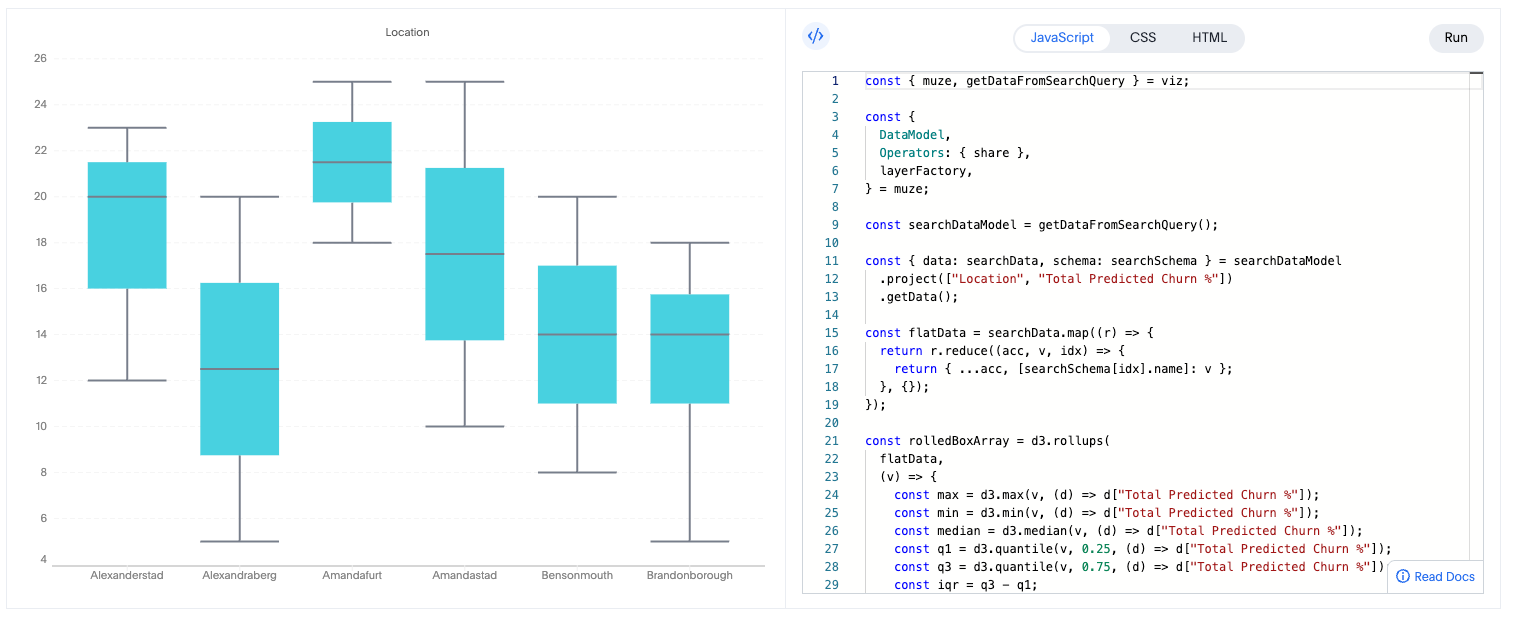 Location
26
24
22
20
18
16
14
12
10
8
6
4
Alexanderstad Alexandraberg Amandafurt Amandastad Bensonmouth Brandonborough
JavaScript CSS HTML
Run
1 const { muze, getDataFromSearchQuery } = viz;
2
3 const {
4 DataModel,
5 Operators: { share },
6 layerFactory,
7 } = muze;
8
9 const searchDataModel = getDataFromSearchQuery();
10
11 const { data: searchData, schema: searchSchema } = searchDataModel
12 .project(["Location", "Total Predicted Churn %"])
13 .getData();
14
15 const flatData = searchData.map((r) => {
16 return r.reduce((acc, v, idx) => {
17 return { ...acc, [searchSchema[idx].name]: v };
18 }, {});
19 });
20
21 const rolledBoxArray = d3.rollups(
22 flatData,
23 (v) => {
24 const max = d3.max(v, (d) => d["Total Predicted Churn %"]);
25 const min = d3.min(v, (d) => d["Total Predicted Churn %"]);
26 const median = d3.median(v, (d) => d["Total Predicted Churn %"]);
27 const q1 = d3.quantile(v, 0.25, (d) => d["Total Predicted Churn %"]);
28 const q3 = d3.quantile(v, 0.75, (d) => d["Total Predicted Churn %"])
29 const iqr = q3 - q1;
Read Docs